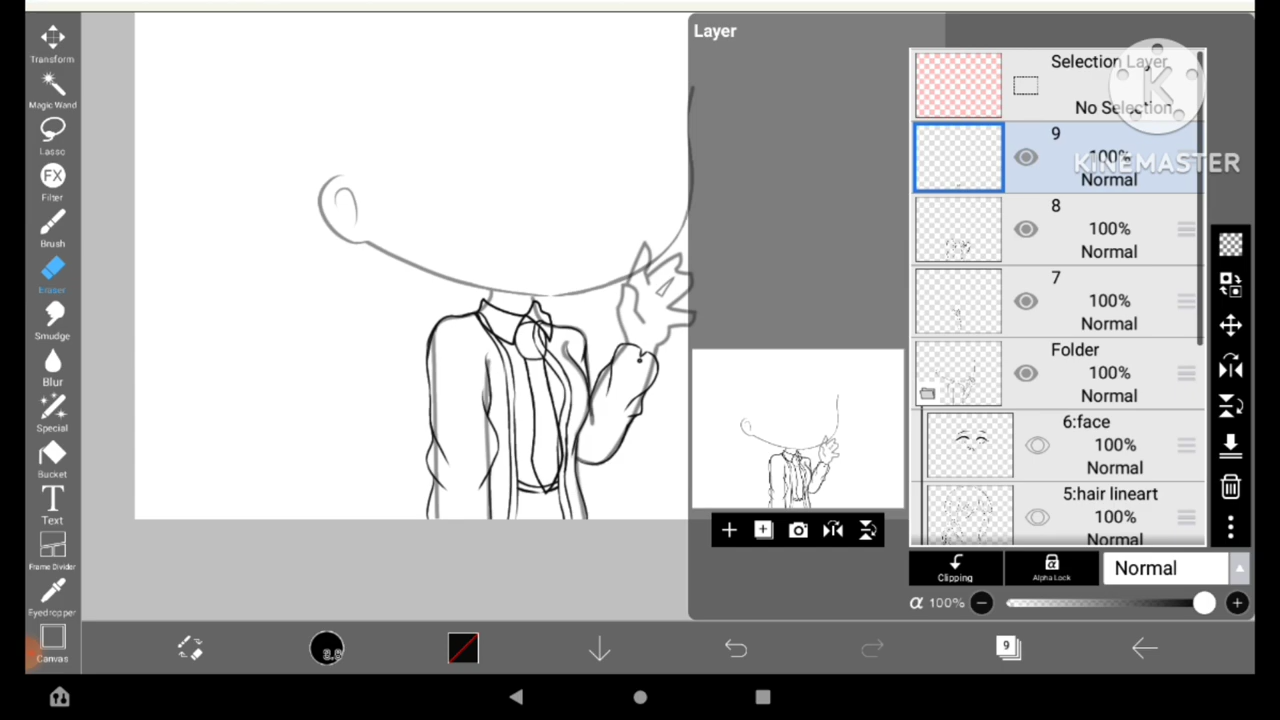 Transform
Magic Wand
Lasso
FX
Filter
Brush
Eraser
Smudge
Blur
Special
Bucket
T
Text
Frame Divider
Eyedropper
Canvas
Layer
Selection Layer
No Selection
K
KINEMASTER
9
100%
Normal
8
100%
Normal
7
100%
Normal
Folder
100%
Normal
6:face
100%
Normal
5:hair lineart
100%
Normal
Clipping
α
Alpha Lock
Normal
α 100%
9